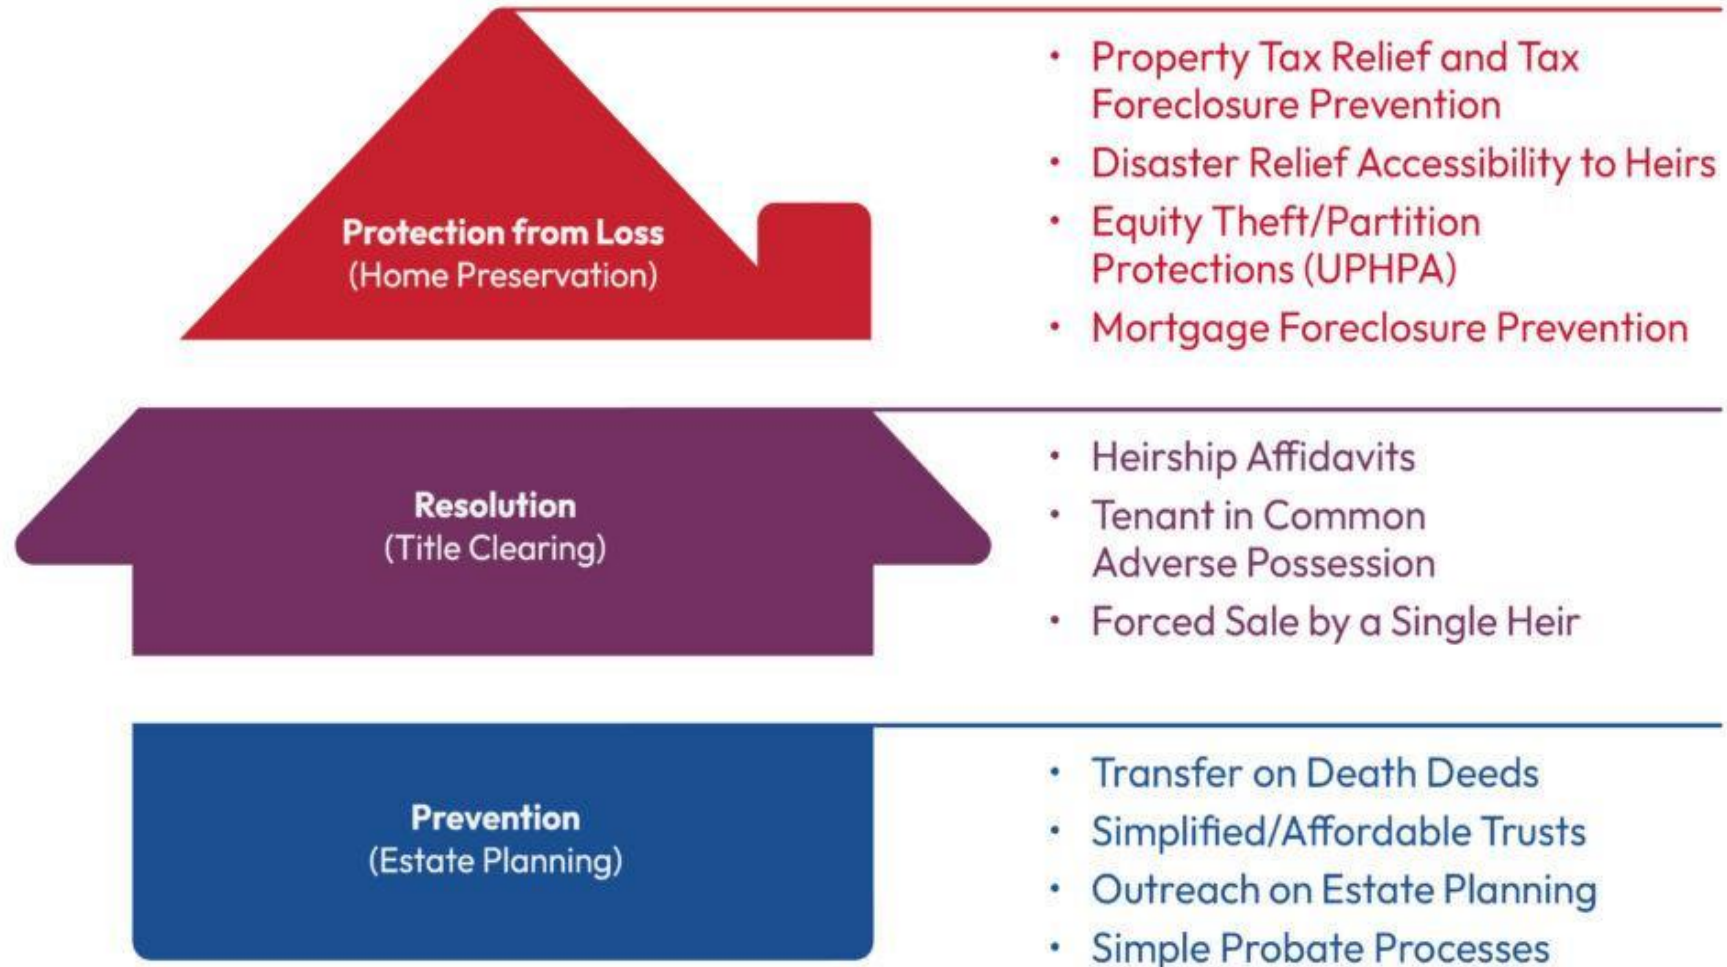 Protection from Loss
(Home Preservation)
• Property Tax Relief and Tax
Foreclosure Prevention
• Disaster Relief Accessibility to Heirs
• Equity Theft/Partition
Protections (UPHPA)
• Mortgage Foreclosure Prevention
Resolution
(Title Clearing)
• Heirship Affidavits
• Tenant in Common
Adverse Possession
• Forced Sale by a Single Heir
Prevention
(Estate Planning)
• Transfer on Death Deeds
• Simplified/Affordable Trusts
• Outreach on Estate Planning
• Simple Probate Processes